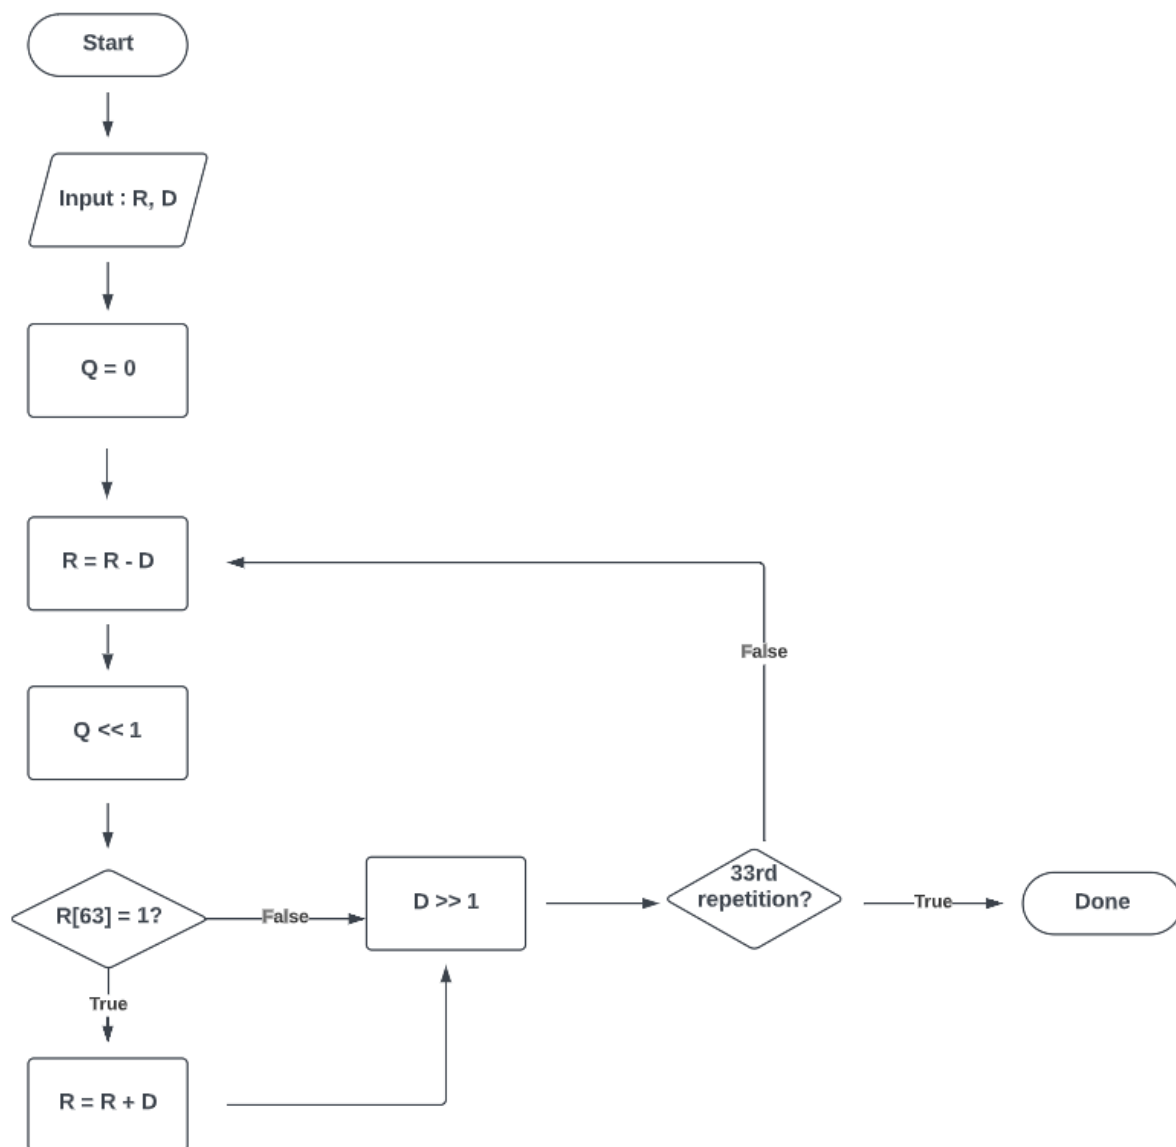 Start
Input : R, D
Q = 0
R = R - D
False
Q << 1
R[63] = 1?
False
D >> 1
33rd
repetition?
True
Done
True
R = R + D